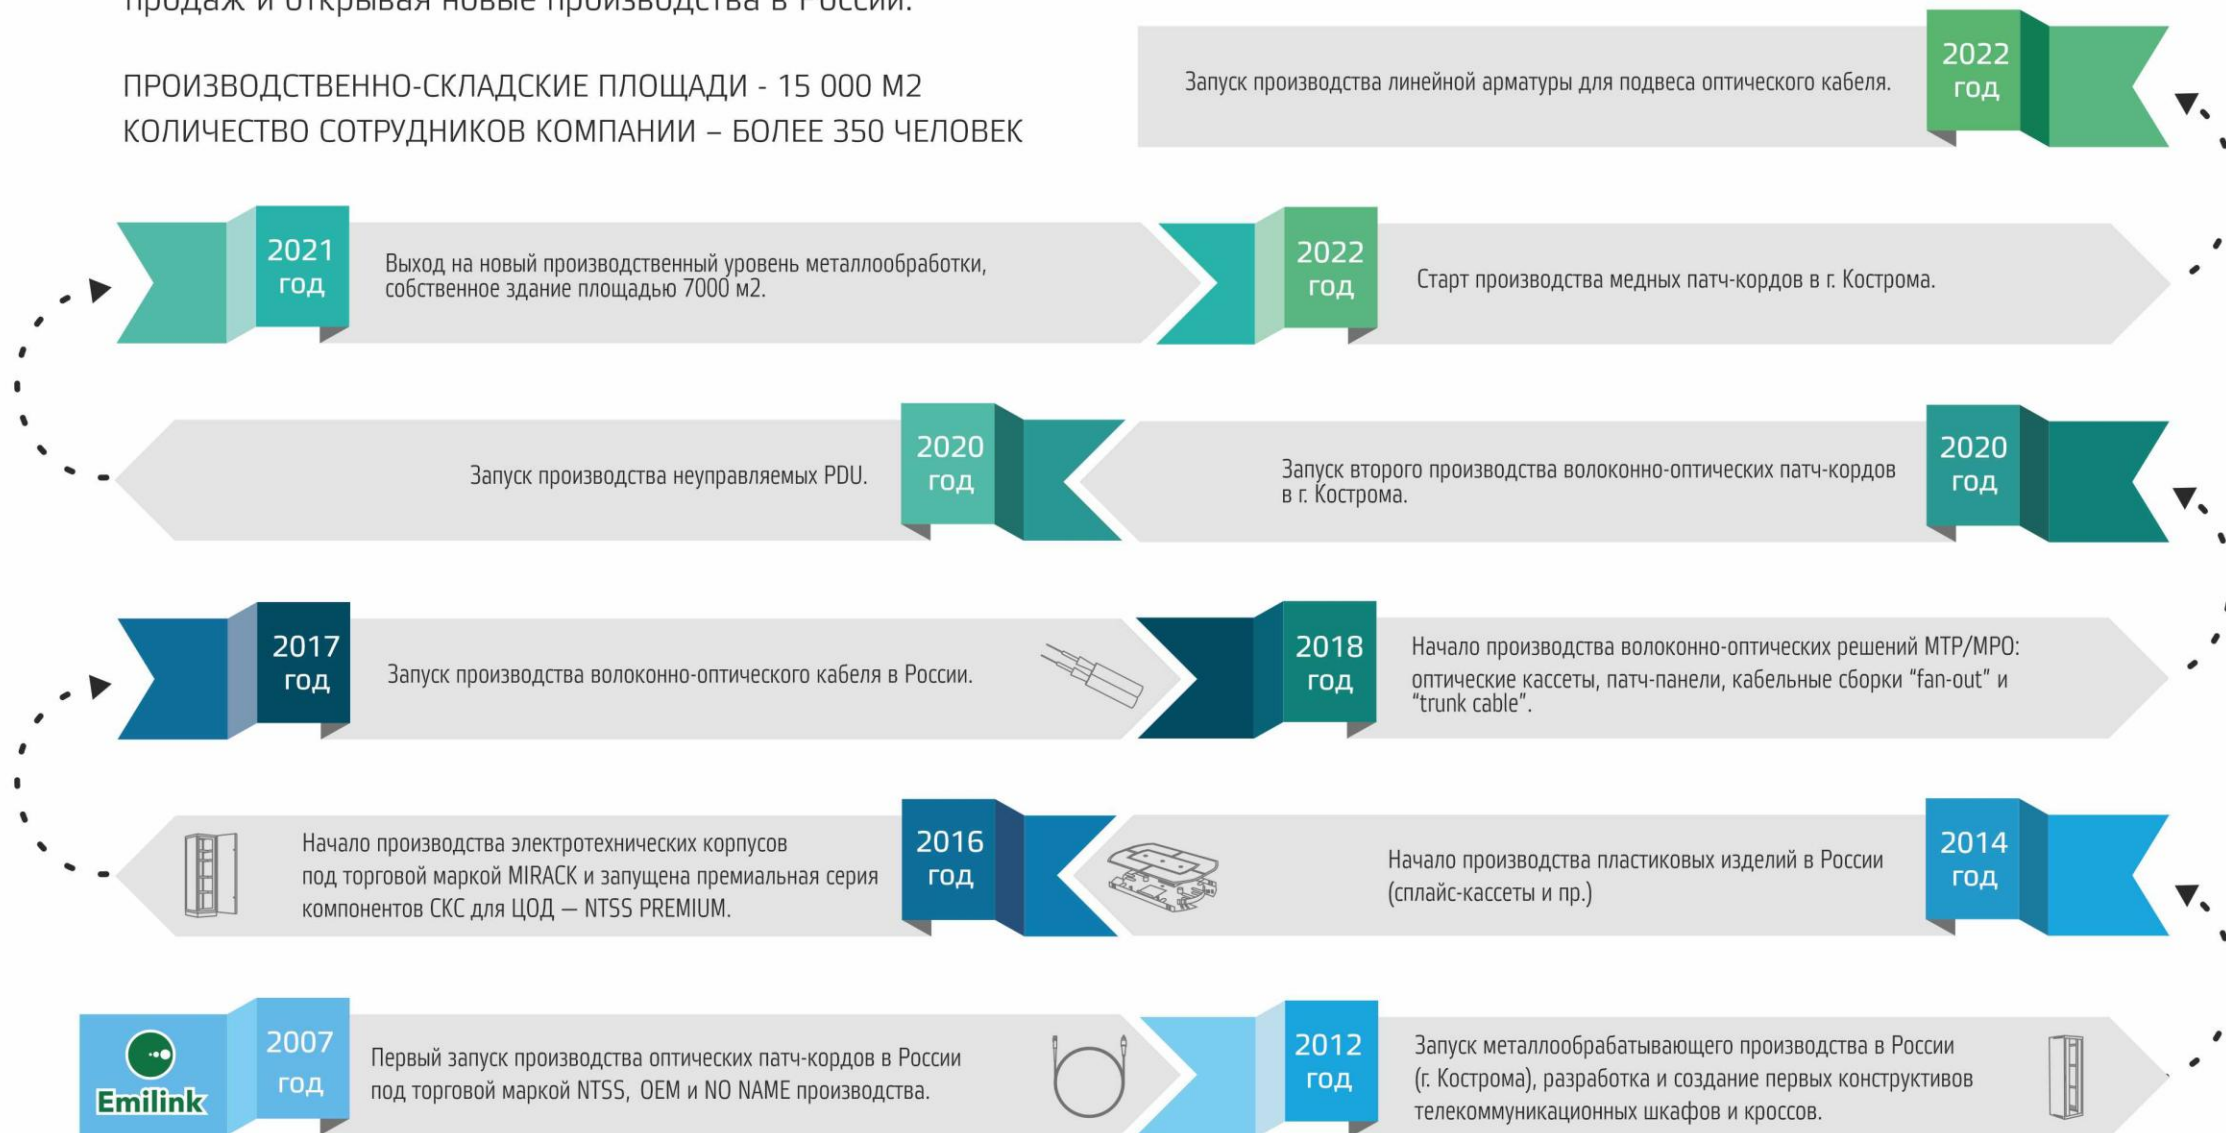 продаж и открывая новые производства в России.
ПРОИЗВОДСТВЕННО-СКЛАДСКИЕ ПЛОЩАДИ - 15 000 М2
КОЛИЧЕСТВО СОТРУДНИКОВ КОМПАНИИ – БОЛЕЕ 350 ЧЕЛОВЕК
Запуск производства линейной арматуры для подвеса оптического кабеля.
2022
год
2021
год
Выход на новый производственный уровень металлообработки,
собственное здание площадью 7000 м2.
2022
год
Старт производства медных патч-кордов в г. Кострома.
Запуск производства неуправляемых PDU.
2020
год
Запуск второго производства волоконно-оптических патч-кордов
в г. Кострома.
2020
год
2017
год
Запуск производства волоконно-оптического кабеля в России.
2018
год
Начало производства волоконно-оптических решений MTP/MPO:
оптические кассеты, патч-панели, кабельные сборки “fan-out” и
“trunk cable”.
Начало производства электротехнических корпусов
под торговой маркой MIRACK и запущена премиальная серия
компонентов СКС для ЦОД — NTSS PREMIUM.
2016
год
Начало производства пластиковых изделий в России
(сплайс-кассеты и пр.)
2014
год
Emilink
2007
год
Первый запуск производства оптических патч-кордов в России
под торговой маркой NTSS, OEM и NO NAME производства.
2012
год
Запуск металлообрабатывающего производства в России
(г. Кострома), разработка и создание первых конструктивов
телекоммуникационных шкафов и кроссов.